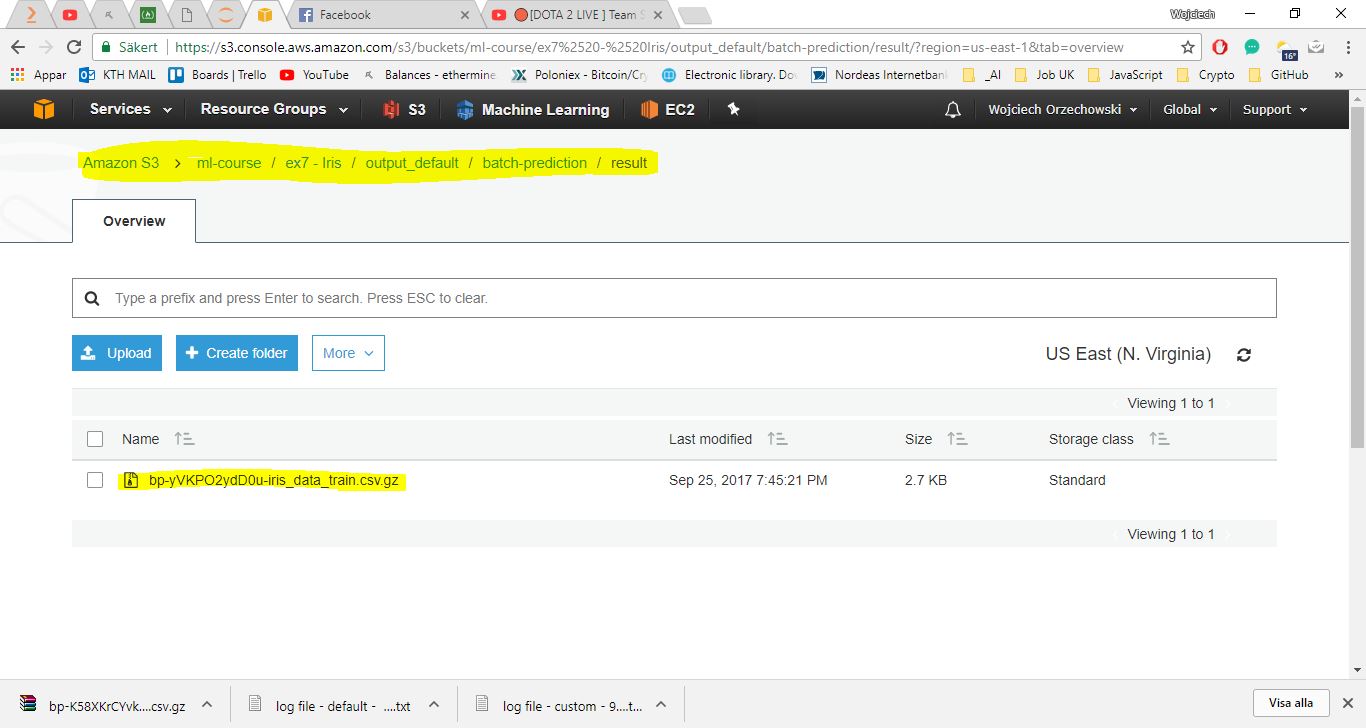 Facebook
[DOTA 2 LIVE ] Team S
Wojciech
Säkert
https://s3.console.aws.amazon.com/s3/buckets/ml-course/ex7%2520-%2520Iris/output_default/batch-prediction/result/?region=us-east-1&tab=overview
16°
Appar KTH MAIL Boards | Trello YouTube Balances - ethermine Poloniex - Bitcoin/Cry Electronic library. Dov Nordeas Internetbank _AI Job UK JavaScript Crypto GitHub »
Services Resource Groups S3 Machine Learning EC2 Wojciech Orzechowski Global Support
Amazon S3 > ml-course / ex7 - Iris / output_default / batch-prediction / result
Overview
Type a prefix and press Enter to search. Press ESC to clear.
Upload + Create folder More US East (N. Virginia)
Viewing 1 to 1
Name Last modified Size Storage class
bp-yVKPO2ydD0u-iris_data_train.csv.gz Sep 25, 2017 7:45:21 PM 2.7 KB Standard
Viewing 1 to 1
bp-K58XKrCYvk....csv.gz log file - default - ....txt log file - custom - 9....t... Visa alla